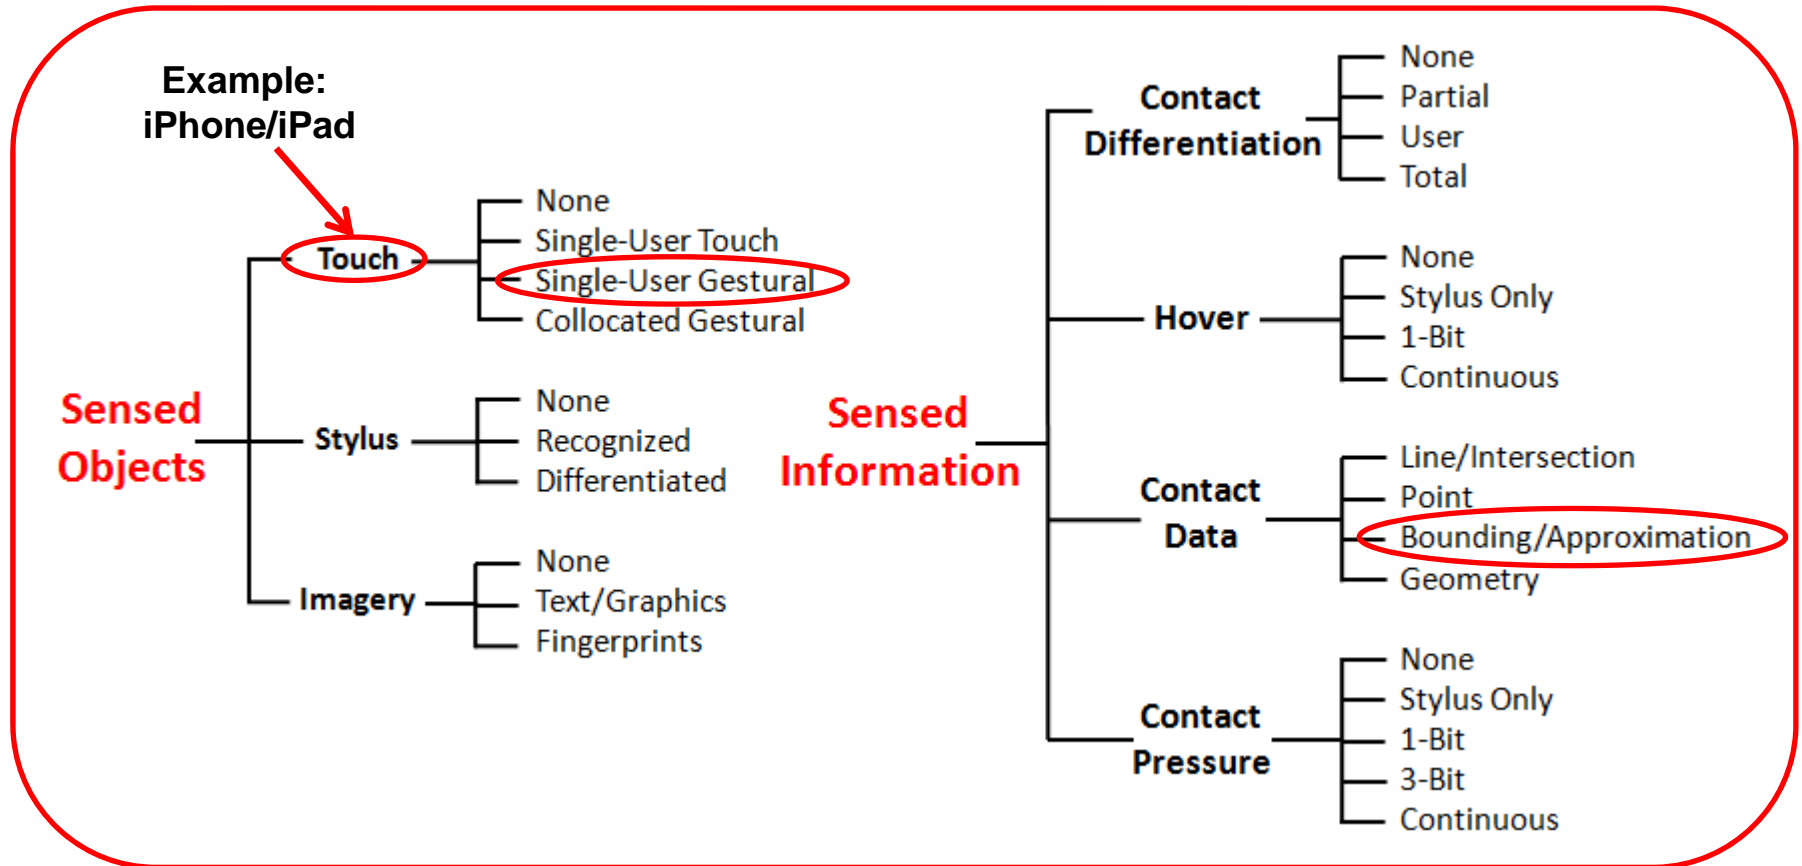 Example:
iPhone/iPad
Sensed
Objects
Touch
None
Single-User Touch
Single-User Gestural
Collocated Gestural
Stylus
None
Recognized
Differentiated
Imagery
None
Text/Graphics
Fingerprints
Sensed
Information
Contact
Differentiation
None
Partial
User
Total
Hover
None
Stylus Only
1-Bit
Continuous
Contact
Data
Line/Intersection
Point
Bounding/Approximation
Geometry
Contact
Pressure
None
Stylus Only
1-Bit
3-Bit
Continuous